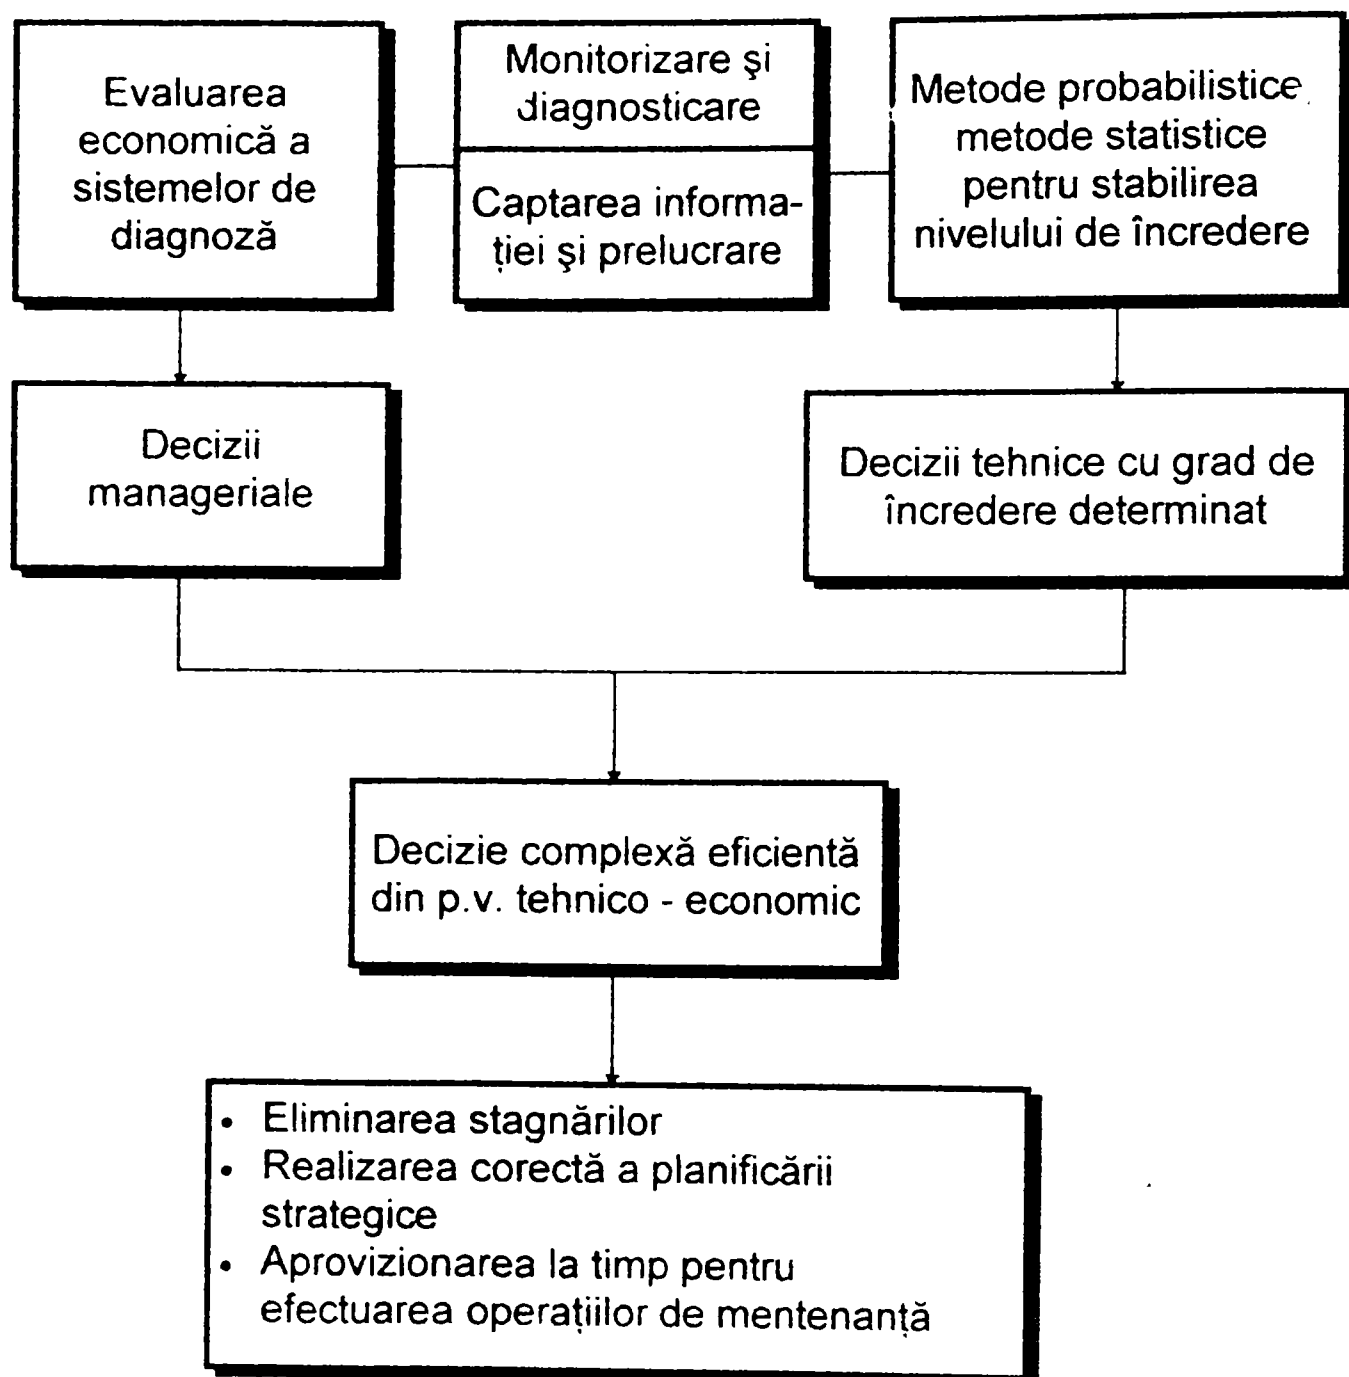 Evaluarea
economică a
sistemelor de
diagnoză
Monitorizare şi
diagnosticare
Captarea informa-
ţiei şi prelucrare
Metode probabilistice
metode statistice
pentru stabilirea
nivelului de încredere
Decizii
manageriale
Decizii tehnice cu grad de
încredere determinat
Decizie complexă eficientă
din p.v. tehnico - economic
• Eliminarea stagnărilor
• Realizarea corectă a planificării
strategice
• Aprovizionarea la timp pentru
efectuarea operaţiilor de mentenanţă